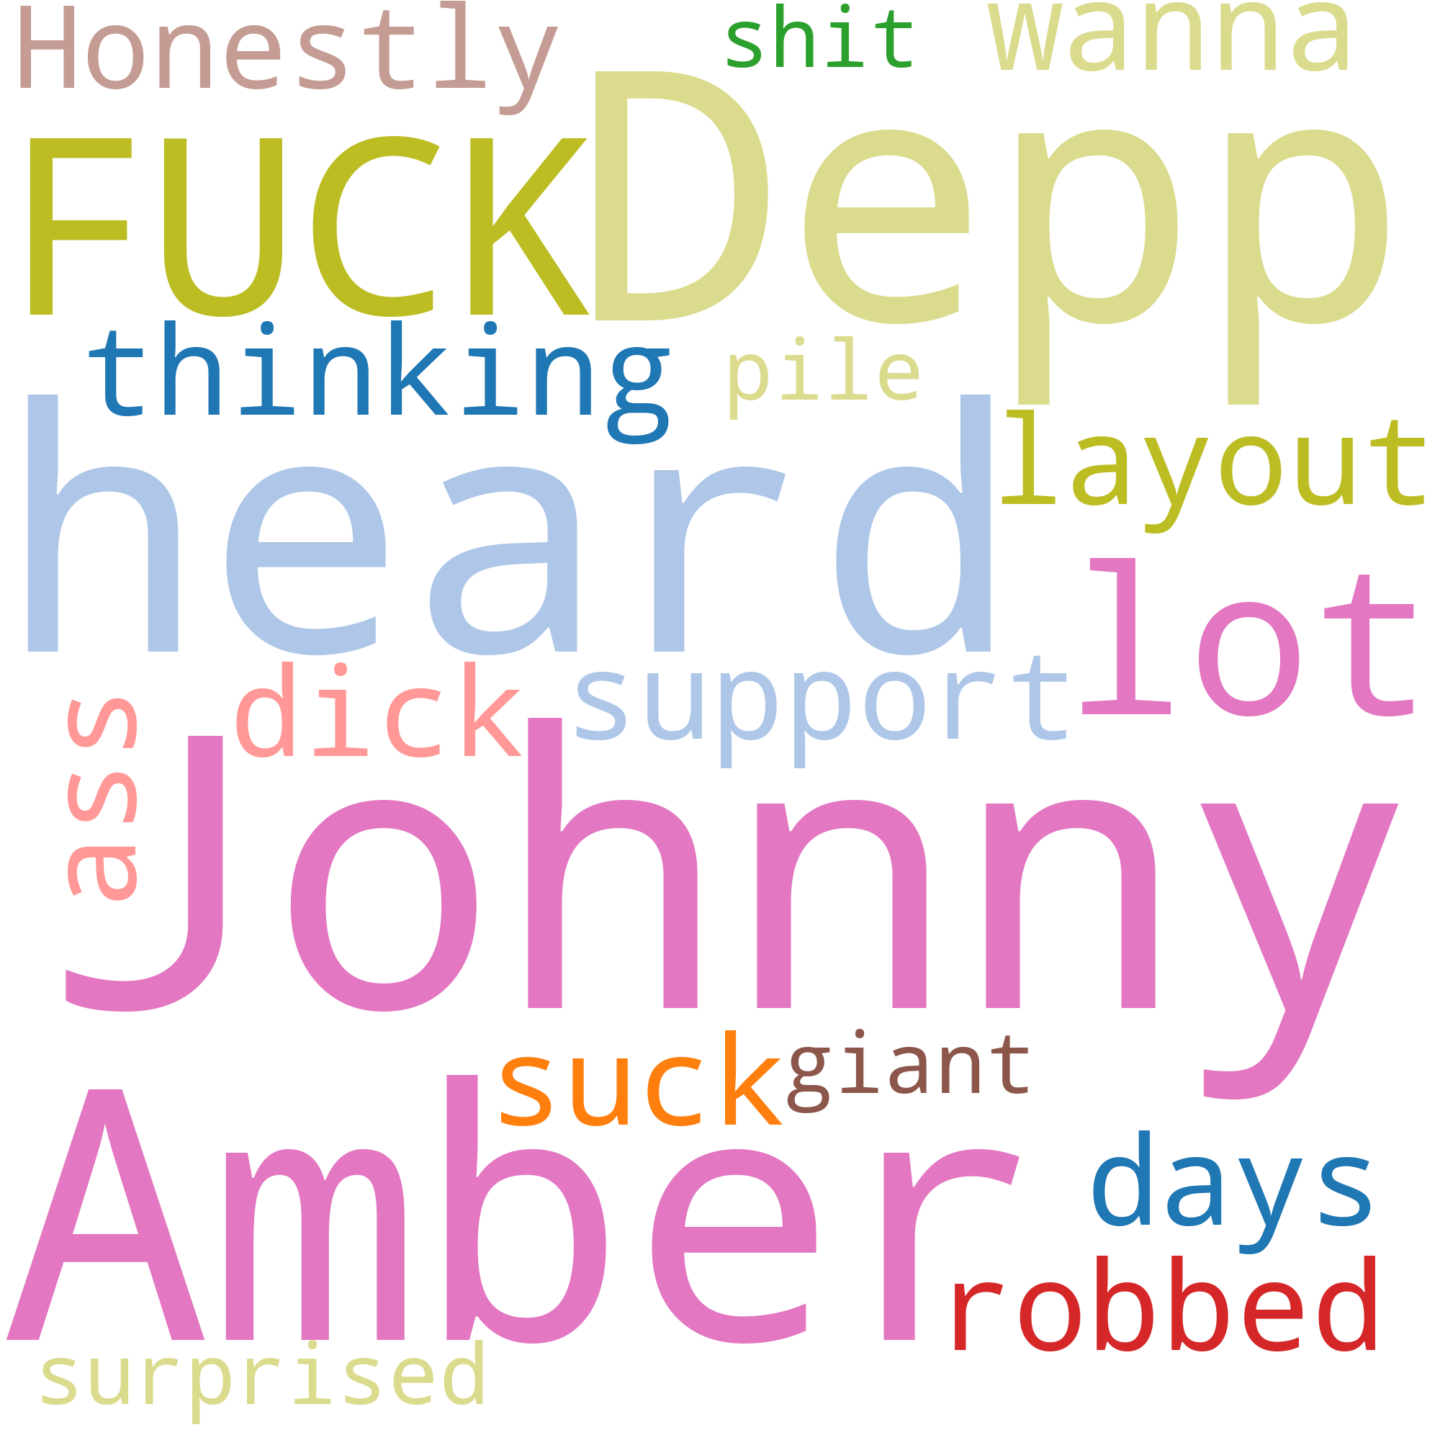 Honestly shit wanna
FUCK Depp
thinking pile
heard layout
lot
ass dick support
Johnny
suck giant
Amber days
robbed
surprised